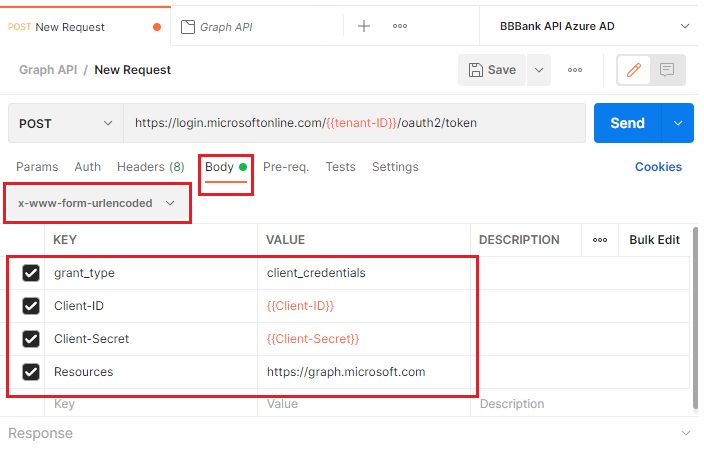 POST New Request Graph API BBBank API Azure AD
Graph API / New Request Save
POST https://login.microsoftonline.com/{{tenant-ID}}/oauth2/token Send
Params Auth Headers (8) Body Pre-req. Tests Settings Cookies
x-www-form-urlencoded
KEY VALUE DESCRIPTION Bulk Edit
grant_type client_credentials
Client-ID {{Client-ID}}
Client-Secret {{Client-Secret}}
Resources https://graph.microsoft.com
Key Value Description
Response